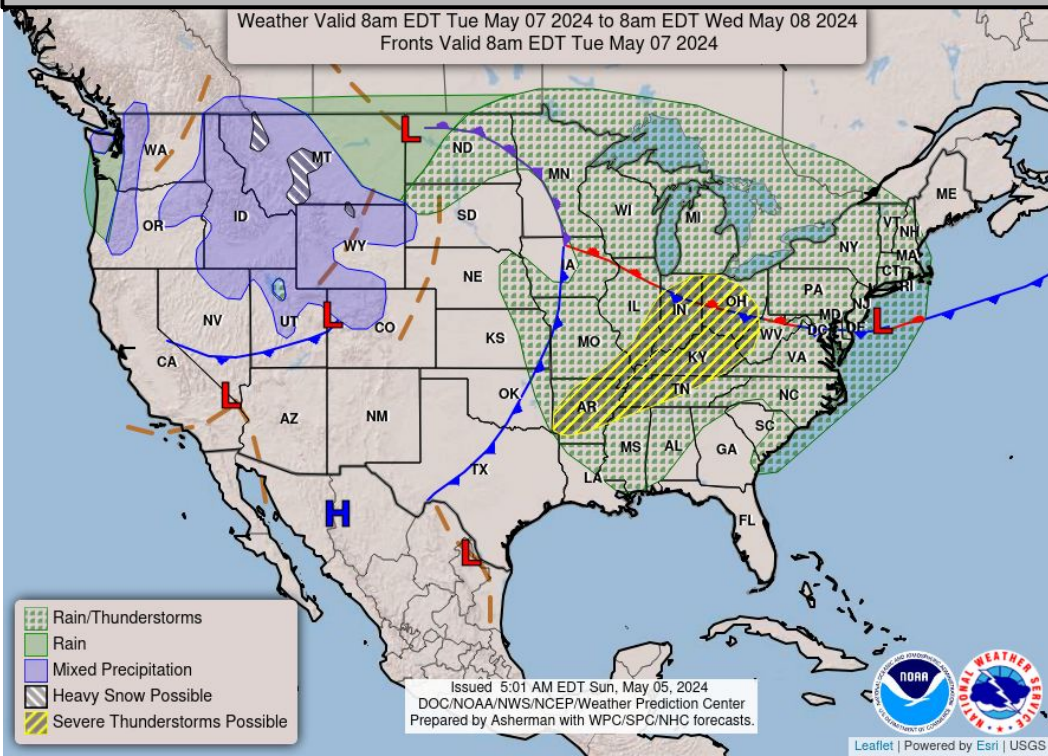 Weather Valid 8am EDT Tue May 07 2024 to 8am EDT Wed May 08 2024
Fronts Valid 8am EDT Tue May 07 2024
L
WA
MT
ND
MN
ME
OR
ID
WY
SD
WI
MI
VT
NH
NY
MA
CT
RI
NE
IA
PA
NJ
NV
UT
L
CO
IL
IN
OH
MD
DE
DC
L
WV
CA
KS
MO
KY
VA
L
AZ
NM
OK
AR
TN
NC
SC
TX
MS
AL
GA
LA
H
FL
L
Rain/Thunderstorms
Rain
Mixed Precipitation
Heavy Snow Possible
Severe Thunderstorms Possible
Issued 5:01 AM EDT Sun, May 05, 2024
DOC/NOAA/NWS/NCEP/Weather Prediction Center
Prepared by Asherman with WPC/SPC/NHC forecasts.
NOAA
NATIONAL WEATHER SERVICE
Leaflet | Powered by Esri | USGS